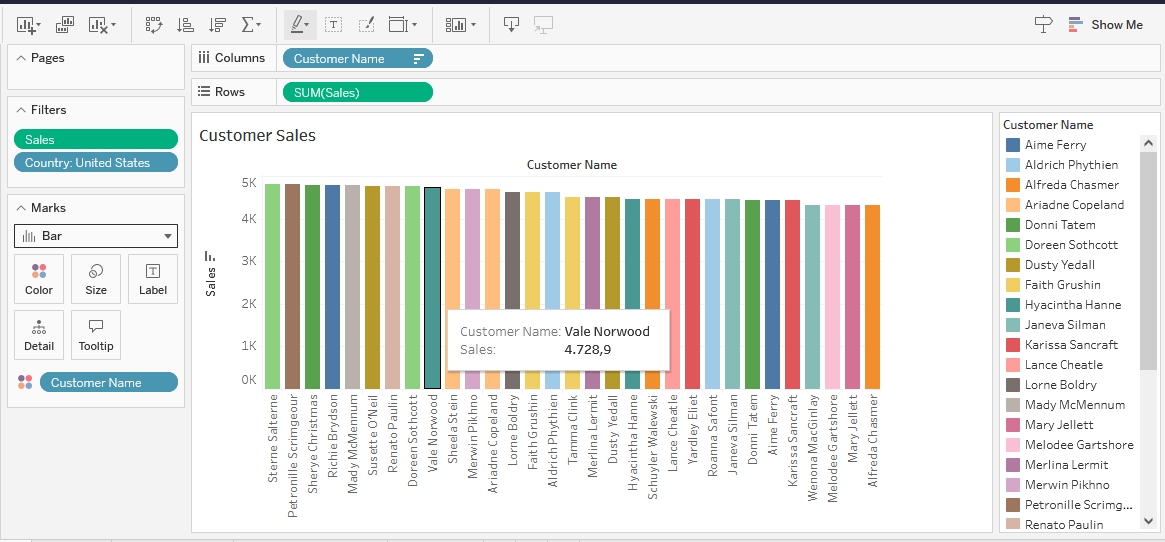 Show Me
Pages
Columns
Customer Name
Rows
SUM(Sales)
Filters
Sales
Country: United States
Marks
Bar
Color
Size
Label
Detail
Tooltip
Customer Name
Customer Sales
Customer Name
Sales
5K
4K
3K
2K
1K
0K
Customer Name: Vale Norwood
Sales: 4.728,9
Sterne Salterne
Petronille Scrimgeour
Sherye Christmas
Richie Brydson
Mady McMennum
Susette O'Neil
Renato Paulin
Doreen Sothcott
Vale Norwood
Sheela Stein
Merwin Pikhno
Ariadne Copeland
Lorne Boldry
Faith Grushin
Aldrich Phythien
Tamma Clink
Merlina Lermit
Dusty Yedall
Hyacintha Hanne
Schuyler Walewski
Lance Cheatle
Yardley Eliet
Roanna Safont
Janeva Silman
Donni Tatem
Aime Ferry
Karissa Sancraft
Wenona MacGinlay
Melodee Gartshore
Mary Jellett
Alfreda Chasmer
Customer Name
Aime Ferry
Aldrich Phythien
Alfreda Chasmer
Ariadne Copeland
Donni Tatem
Doreen Sothcott
Dusty Yedall
Faith Grushin
Hyacintha Hanne
Janeva Silman
Karissa Sancraft
Lance Cheatle
Lorne Boldry
Mady McMennum
Mary Jellett
Melodee Gartshore
Merlina Lermit
Merwin Pikhno
Petronille Scrimg...
Renato Paulin